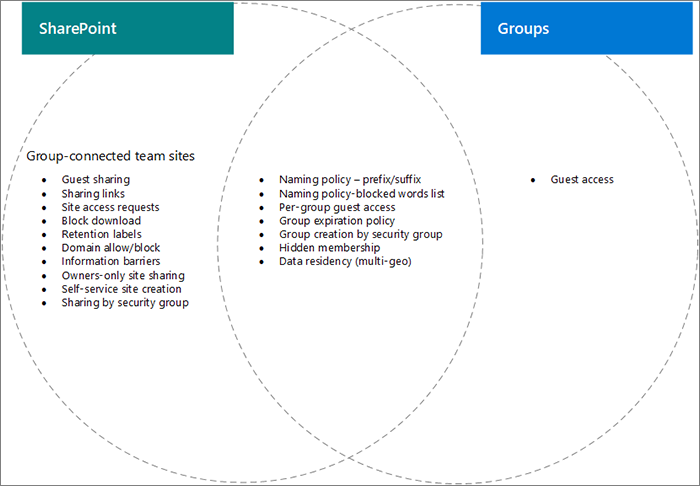 SharePoint
Groups
Group-connected team sites
• Guest sharing
• Sharing links
• Site access requests
• Block download
• Retention labels
• Domain allow/block
• Information barriers
• Owners-only site sharing
• Self-service site creation
• Sharing by security group
• Naming policy – prefix/suffix
• Naming policy-blocked words list
• Per-group guest access
• Group expiration policy
• Group creation by security group
• Hidden membership
• Data residency (multi-geo)
• Guest access